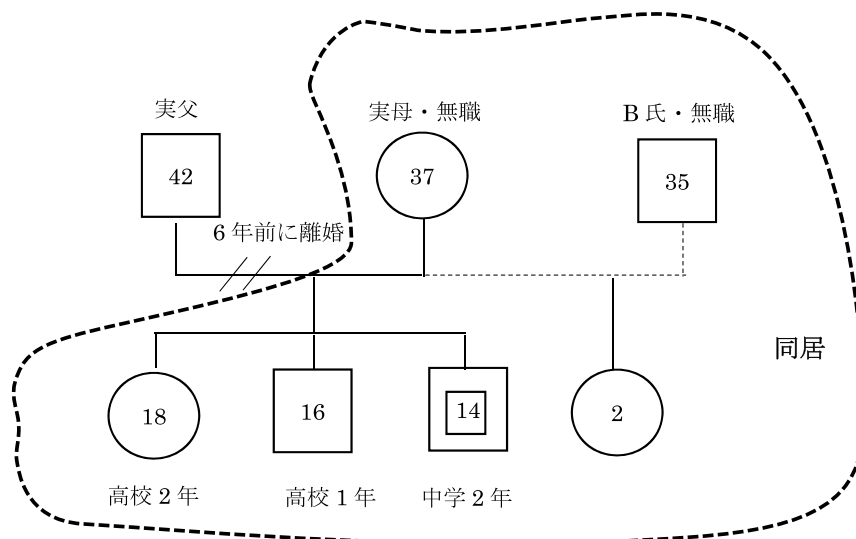 実父
実母・無職
B 氏・無職
42
37
35
6 年前に離婚
同居
18
16
14
2
高校 2 年
高校 1 年
中学 2 年